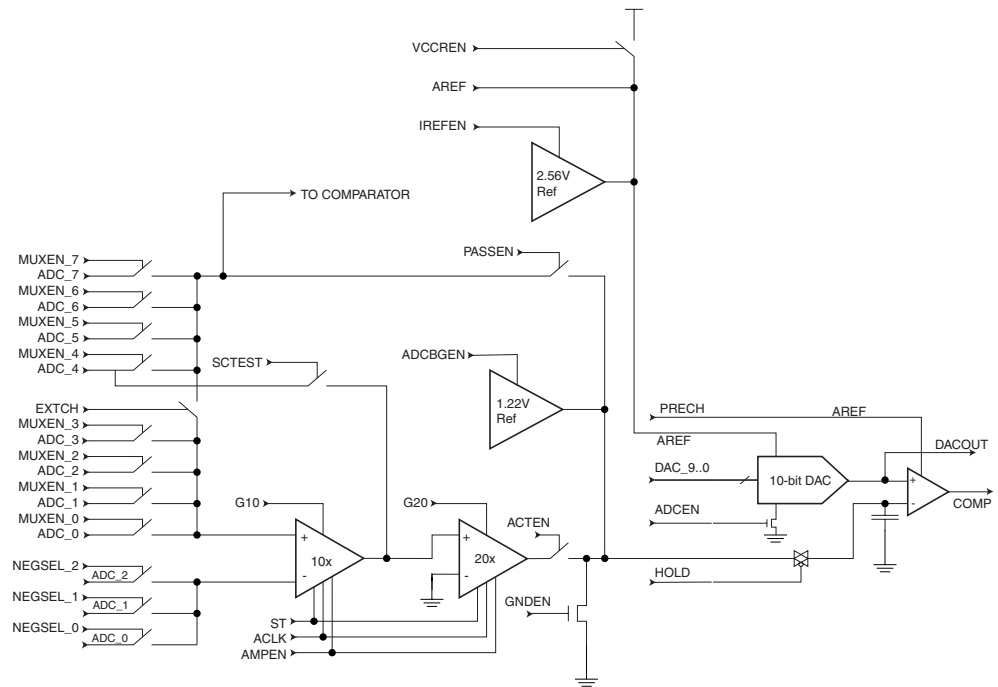 VCCREN
AREF
IREFEN
2.56V
Ref
TO COMPARATOR
PASSEN
MUXEN_7
ADC_7
MUXEN_6
ADC_6
MUXEN_5
ADC_5
MUXEN_4
ADC_4
SCTEST
ADCBGEN
1.22V
Ref
EXTCH
MUXEN_3
ADC_3
MUXEN_2
ADC_2
MUXEN_1
ADC_1
MUXEN_0
ADC_0
PRECH
AREF
AREF
DACOUT
DAC_9..0
10-bit DAC
+
-
COMP
ADCEN
G10
G20
ACTEN
+
10x
-
+
20x
-
HOLD
NEGSEL_2
ADC_2
NEGSEL_1
ADC_1
NEGSEL_0
ADC_0
GNDEN
ST
ACLK
AMPEN